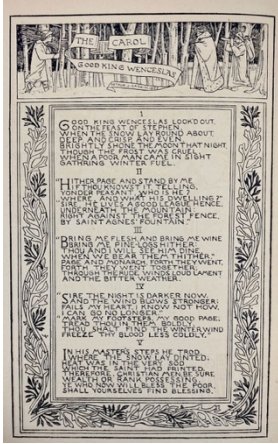 THE CAROL
GOOD KING WENCESLAS
I
GOOD KING WENCESLAS LOOKED OUT,
ON THE FEAST OF STEPHEN,
WHEN THE SNOW LAY ROUND ABOUT,
DEEP, AND CRISP, AND EVEN.
BRIGHTLY SHONE THE MOON THAT NIGHT,
THOUGH THE FROST WAS CRUEL,
WHEN A POOR MAN CAME IN SIGHT
GATH'RING WINTER FUEL.
II
"HITHER PAGE AND STAND BY ME
IF THOU KNOW'ST IT, TELLING,
YONDER PEASANT, WHO IS HE?
WHERE, AND WHAT HIS DWELLING?"
"SIRE, HE LIVES A GOOD LEAGUE HENCE,
UNDERNEATH THE MOUNTAIN;
RIGHT AGAINST THE FOREST FENCE,
BY SAINT AGNES' FOUNTAIN."
III
BRING ME FLESH AND BRING ME WINE
BRING ME PINE-LOGS HITHER:
THOU AND I WILL SEE HIM DINE
WHEN WE BEAR THEM THITHER."
PAGE AND MONARCH, FORTH THEY WENT,
FORTH THEY WENT TOGETHER;
THROUGH THE RUDE WIND'S LOUD LAMENT
AND THE BITTER WEATHER.
IV
"SIRE THE NIGHT IS DARKER NOW,
AND THE WIND BLOWS STRONGER;
FAILS MY HEART I KNOW NOT HOW,
I CAN GO NO LONGER."
"MARK MY FOOTSTEPS, MY GOOD PAGE,
TREAD THOU IN THEM BOLDLY:
THOU SHALT FIND THE WINTER WIND
FREEZE THY BLOOD LESS COLDLY."
V
IN HIS MASTER'S STEPS HE TROD
WHERE THE SNOW LAY DINTED;
HEAT WAS IN THE VERY SOD
WHICH THE SAINT HAD PRINTED.
THEREFORE, CHRISTIAN MEN, BE SURE
WEALTH OR RANK POSSESSING,
YE WHO NOW WILL BLESS THE POOR,
SHALL YOURSELVES FIND BLESSING.